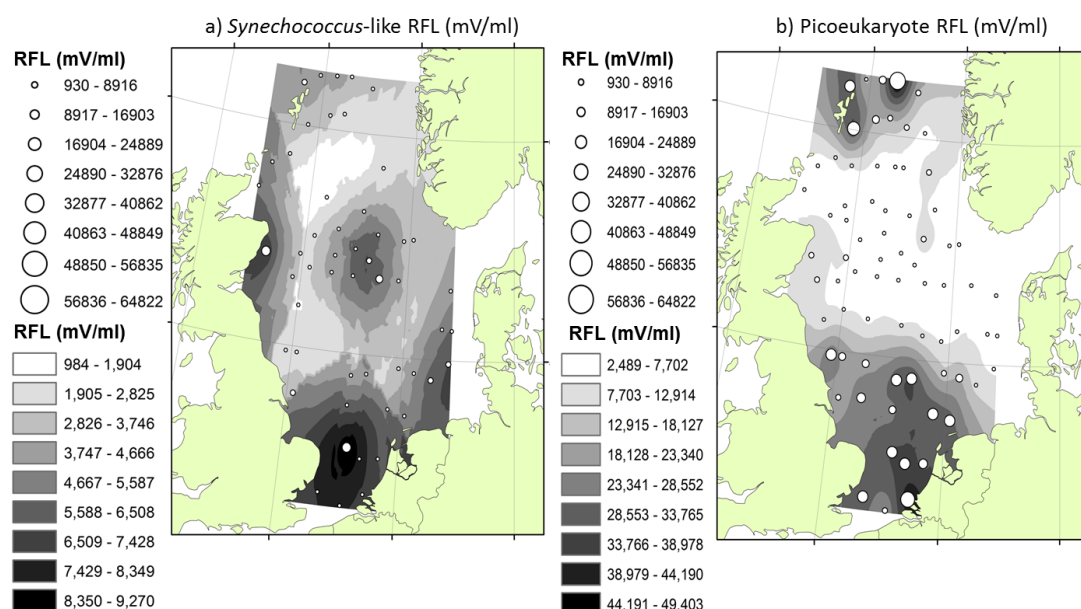 a) Synechococcus-like RFL (mV/ml)
RFL (mV/ml)
930 - 8916
8917 - 16903
16904 - 24889
24890 - 32876
32877 - 40862
40863 - 48849
48850 - 56835
56836 - 64822
RFL (mV/ml)
984 - 1,904
1,905 - 2,825
2,826 - 3,746
3,747 - 4,666
4,667 - 5,587
5,588 - 6,508
6,509 - 7,428
7,429 - 8,349
8,350 - 9,270
b) Picoeukaryote RFL (mV/ml)
RFL (mV/ml)
930 - 8916
8917 - 16903
16904 - 24889
24890 - 32876
32877 - 40862
40863 - 48849
48850 - 56835
56836 - 64822
RFL (mV/ml)
2,489 - 7,702
7,703 - 12,914
12,915 - 18,127
18,128 - 23,340
23,341 - 28,552
28,553 - 33,765
33,766 - 38,978
38,979 - 44,190
44,191 - 49,403